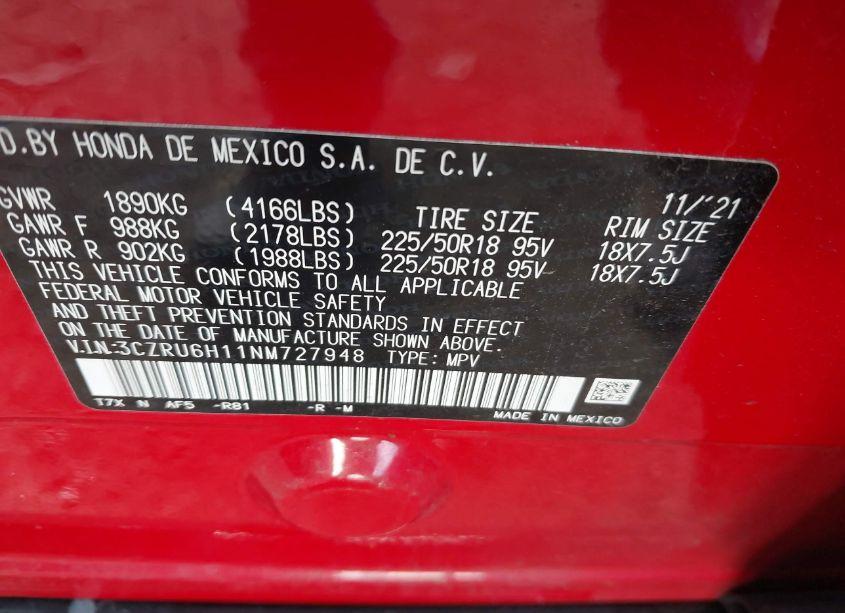 D.BY HONDA DE MEXICO S.A. DE C.V.
11/'21
GVWR 1890KG (4166LBS) TIRE SIZE RIM SIZE
GAWR F 988KG (2178LBS) 225/50R18 95V 18X7.5J
GAWR R 902KG (1988LBS) 225/50R18 95V 18X7.5J
THIS VEHICLE CONFORMS TO ALL APPLICABLE
FEDERAL MOTOR VEHICLE SAFETY
AND THEFT PREVENTION STANDARDS IN EFFECT
ON THE DATE OF MANUFACTURE SHOWN ABOVE.
V.I.N:3CZRU6H11NM727948 TYPE: MPV
T7X N AF5 -R81 -R -M
MADE IN MEXICO